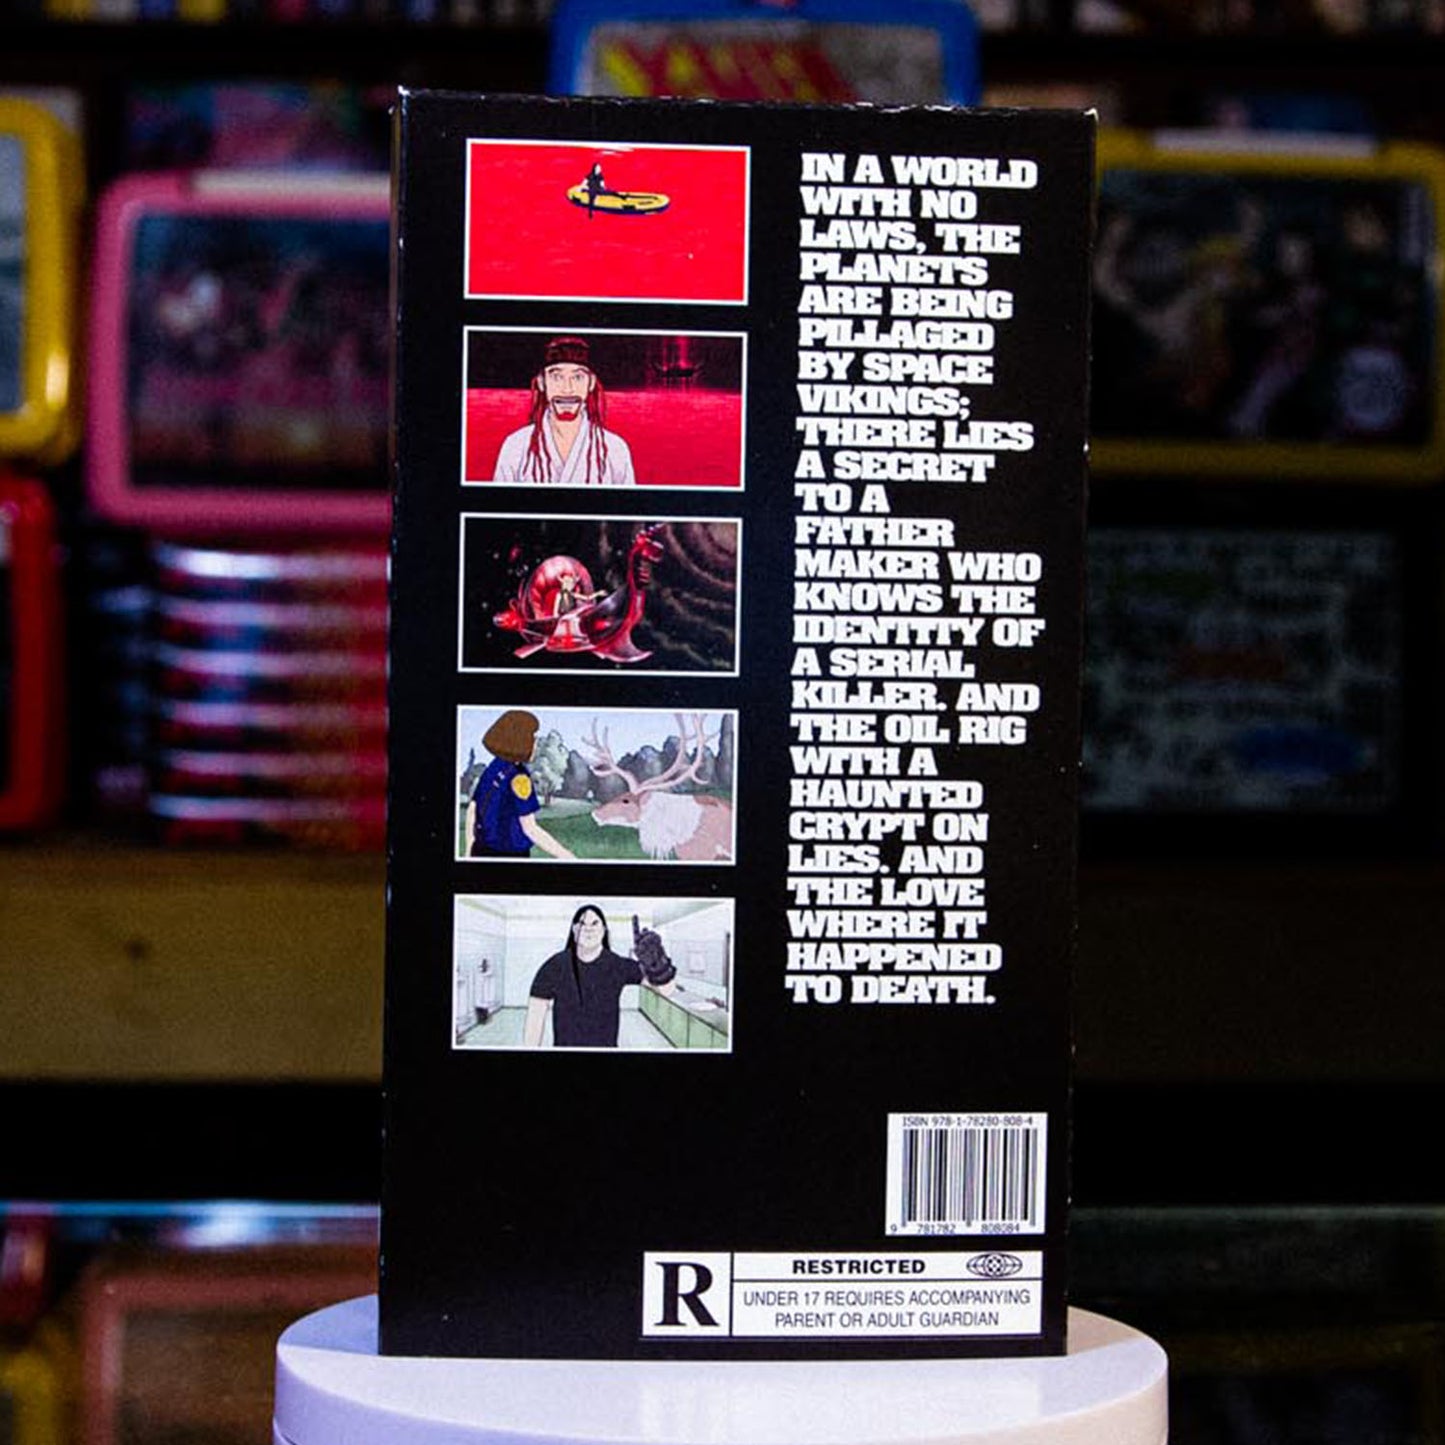 IN A WORLD
WITH NO
LAWS, THE
PLANETS
ARE BEING
PILLAGED
BY SPACE
VIKINGS;
THERE LIES
A SECRET
TO A
FATHER
MAKER WHO
KNOWS THE
IDENTITY OF
A SERIAL
KILLER. AND
THE OIL RIG
WITH A
HAUNTED
CRYPT ON
LIES. AND
THE LOVE
WHERE IT
HAPPENED
TO DEATH.
ISBN 978-1-78280-808-4
9 781782 808084
R
RESTRICTED
UNDER 17 REQUIRES ACCOMPANYING
PARENT OR ADULT GUARDIAN